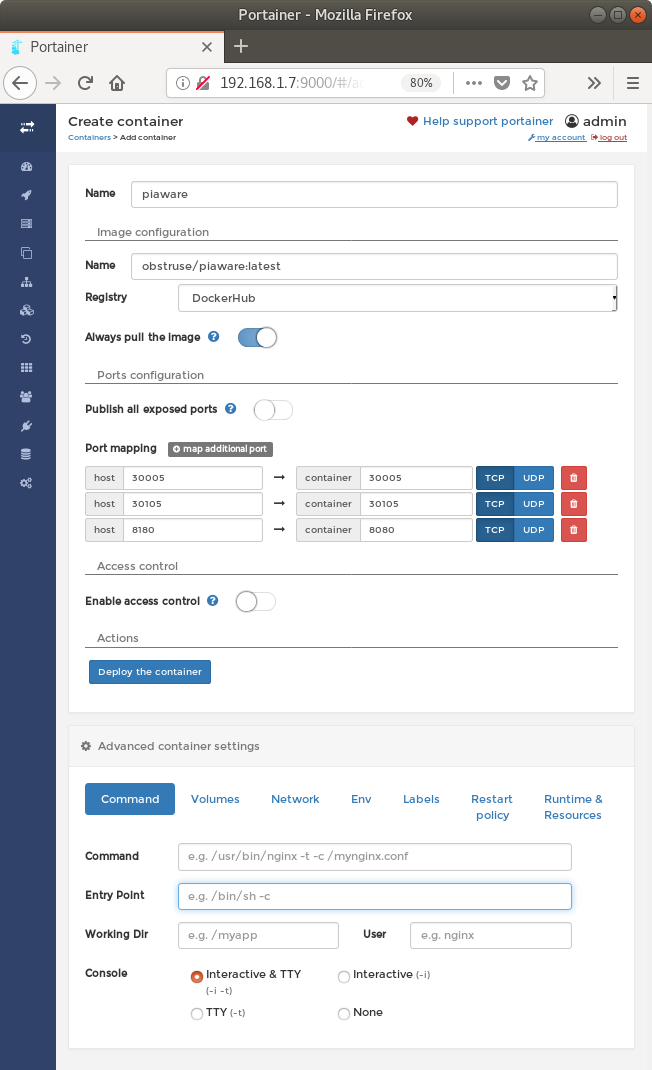 Portainer - Mozilla Firefox
Portainer
192.168.1.7:9000/#/a
80%
Create container
Help support portainer
admin
Containers > Add container
my account
log out
Name
piaware
Image configuration
Name
obstruse/piaware:latest
Registry
DockerHub
Always pull the image
Ports configuration
Publish all exposed ports
Port mapping
map additional port
host 30005 → container 30005 TCP UDP
host 30105 → container 30105 TCP UDP
host 8180 → container 8080 TCP UDP
Access control
Enable access control
Actions
Deploy the container
Advanced container settings
Command Volumes Network Env Labels Restart policy Runtime & Resources
Command
e.g. /usr/bin/nginx -t -c /mynginx.conf
Entry Point
e.g. /bin/sh -c
Working Dir
e.g. /myapp
User
e.g. nginx
Console
Interactive & TTY (-i -t)
Interactive (-i)
TTY (-t)
None